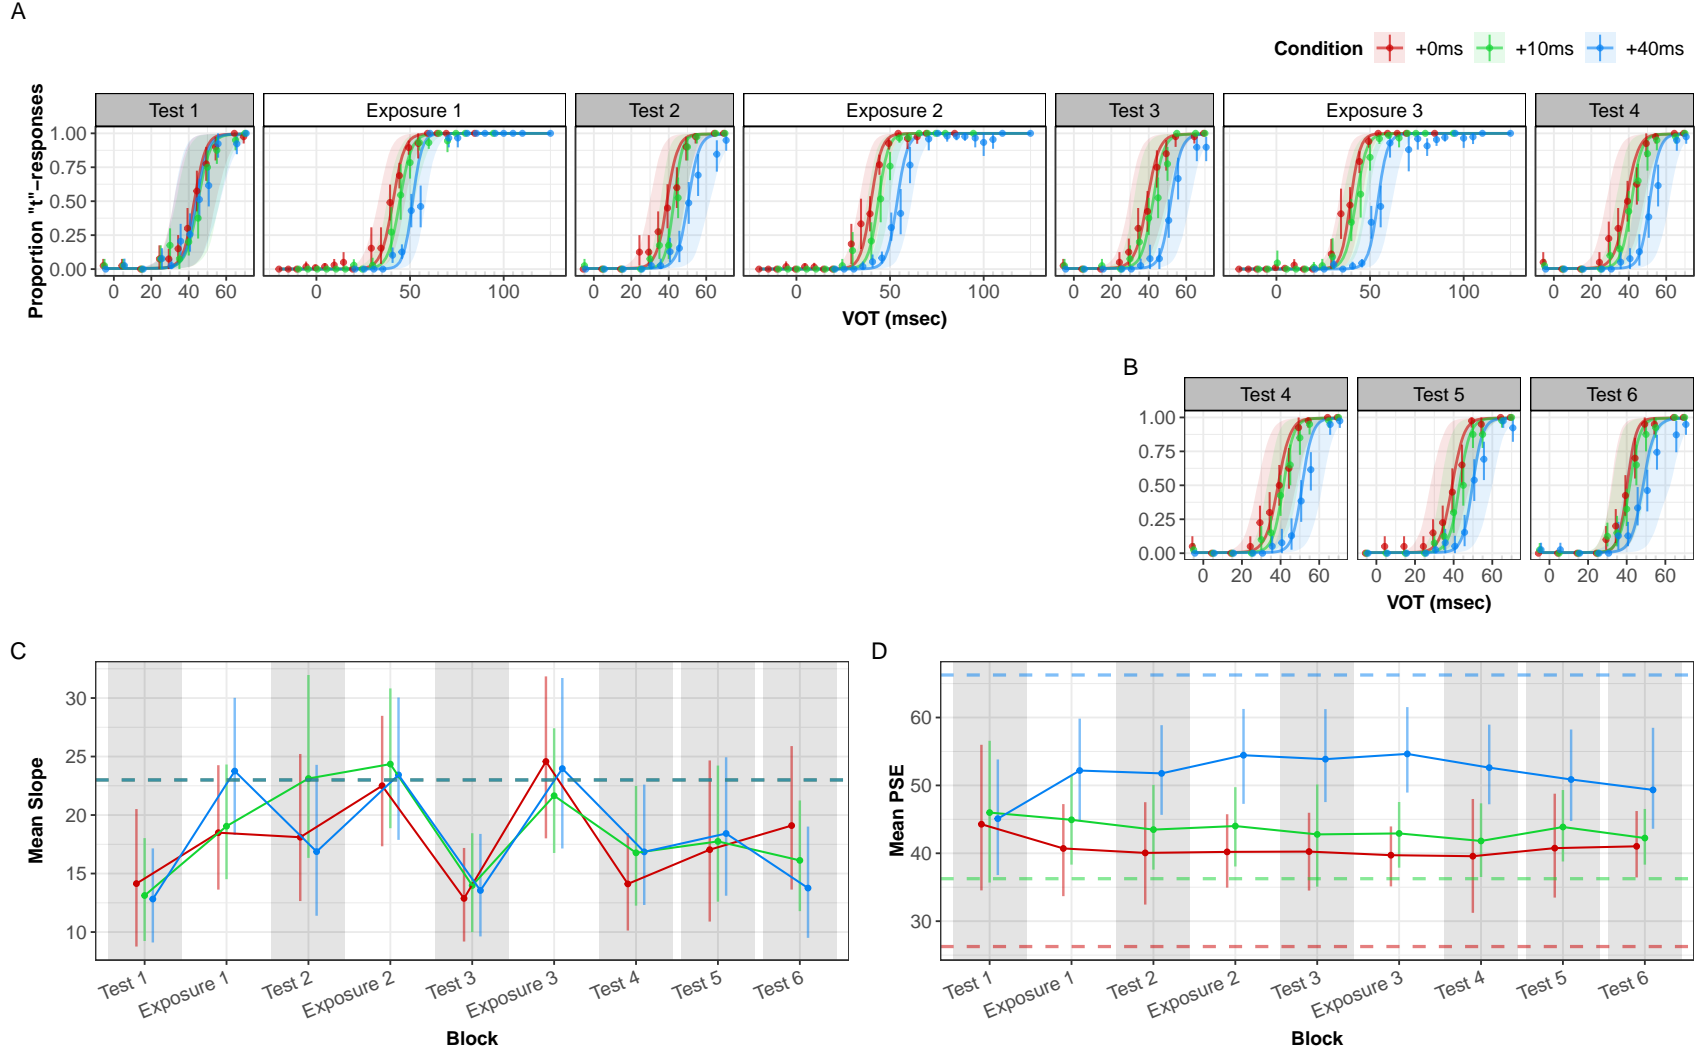 A
Condition +0ms +10ms +40ms
Test 1 Exposure 1 Test 2 Exposure 2 Test 3 Exposure 3 Test 4
Proportion "t"−responses
1.00
0.75
0.50
0.25
0.00
0 20 40 60 0 50 100 0 20 40 60 0 50 100 0 20 40 60 0 50 100 0 20 40 60
VOT (msec)
B
Test 4 Test 5 Test 6
1.00
0.75
0.50
0.25
0.00
0 20 40 60 0 20 40 60 0 20 40 60
VOT (msec)
C
Mean Slope
30
25
20
15
10
Test 1 Exposure 1 Test 2 Exposure 2 Test 3 Exposure 3 Test 4 Test 5 Test 6
Block
D
Mean PSE
60
50
40
30
Test 1 Exposure 1 Test 2 Exposure 2 Test 3 Exposure 3 Test 4 Test 5 Test 6
Block